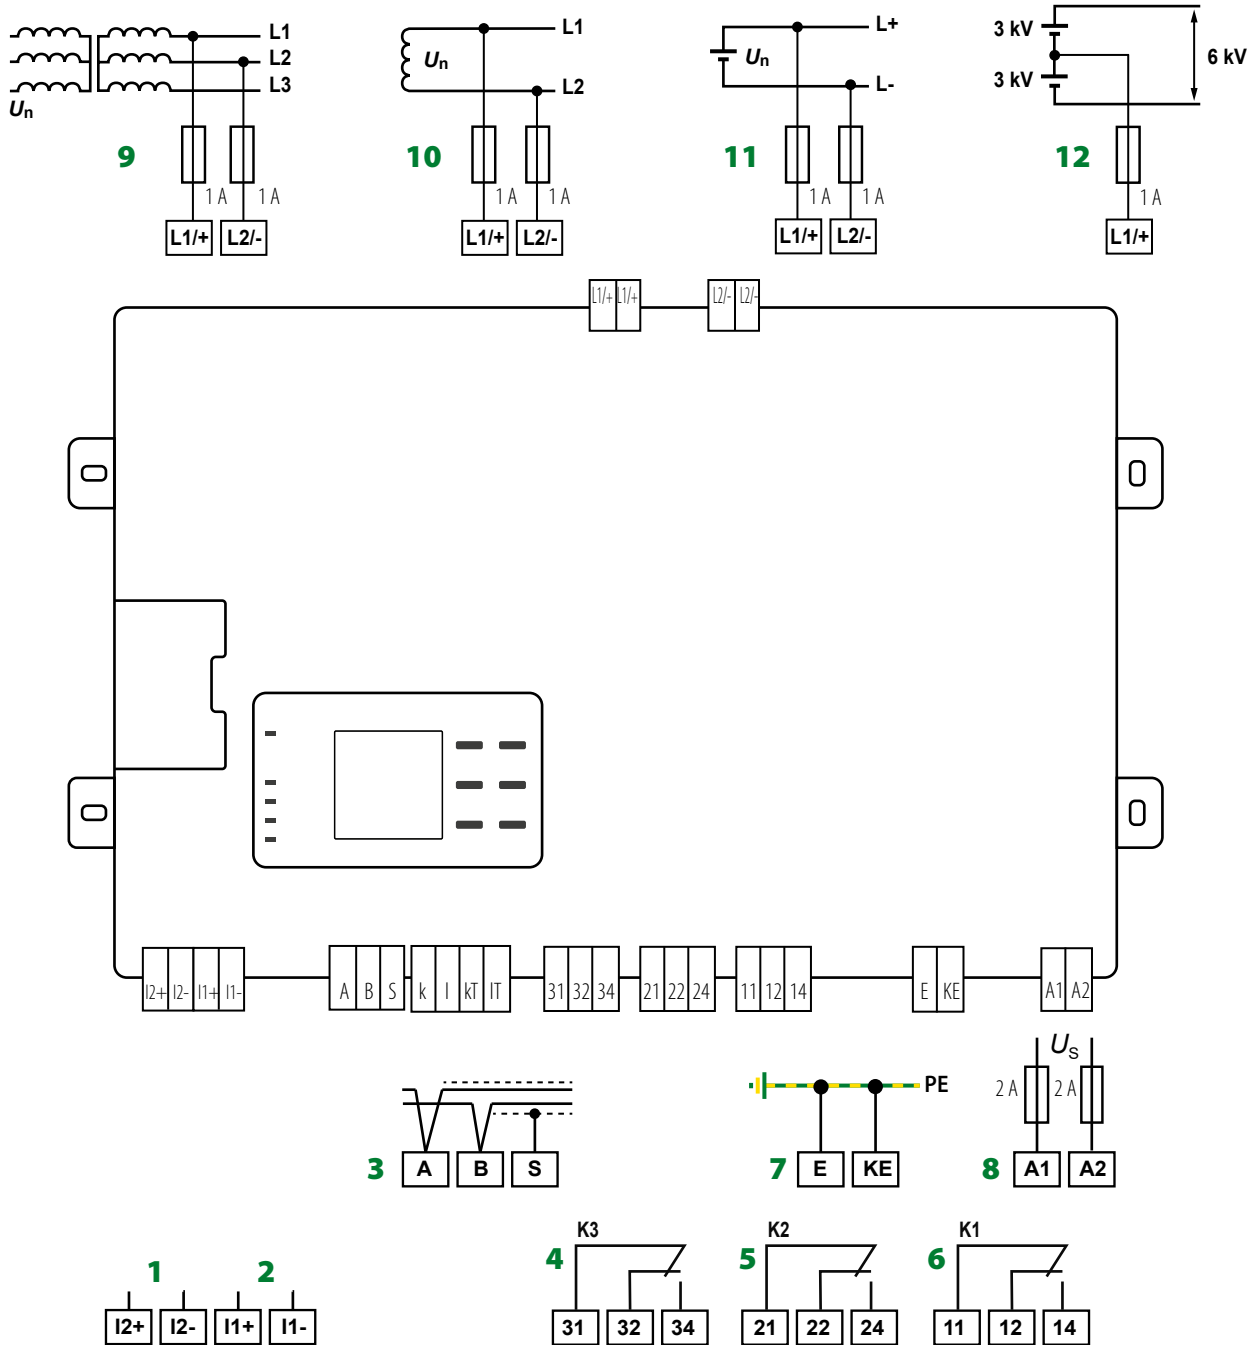 L1
L2
L3
Un
9
1 A
1 A
L1/+
L2/-
L1
Un
L2
10
1 A
1 A
L1/+
L2/-
L+
Un
L-
11
1 A
1 A
L1/+
L2/-
3 kV
3 kV
6 kV
12
1 A
L1/+
L1/+ L1/+
L2/- L2/-
I2+ I2- I1+ I1-
A B S
k l kT lT
31 32 34
21 22 24
11 12 14
E KE
A1 A2
3
A B S
PE
7
E KE
US
2 A 2 A
8
A1 A2
1 2
I2+ I2- I1+ I1-
K3
4
31 32 34
K2
5
21 22 24
K1
6
11 12 14